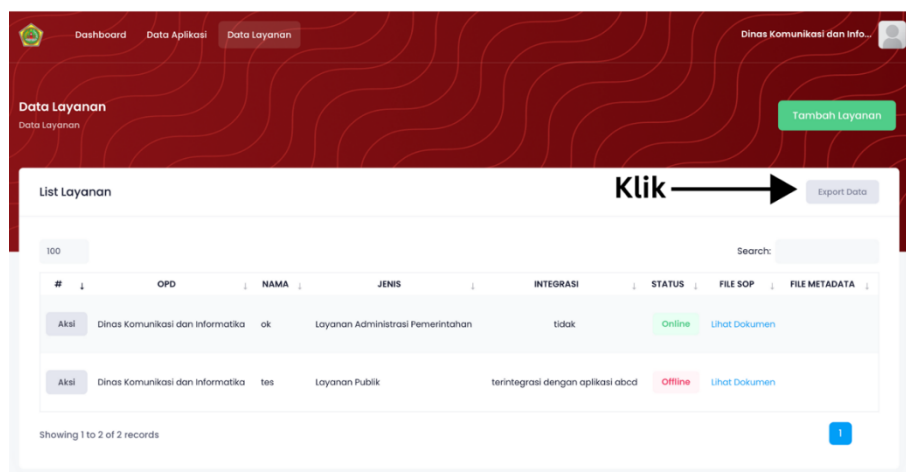 Dashboard Data Aplikasi Data Layanan Dinas Komunikasi dan Info...
Data Layanan
Data Layanan
Tambah Layanan
List Layanan
Klik
Export Data
100
Search:
# OPD NAMA JENIS INTEGRASI STATUS FILE SOP FILE METADATA
Aksi Dinas Komunikasi dan Informatika ok Layanan Administrasi Pemerintahan tidak Online Lihat Dokumen
Aksi Dinas Komunikasi dan Informatika tes Layanan Publik terintegrasi dengan aplikasi abcd Offline Lihat Dokumen
Showing 1 to 2 of 2 records
1